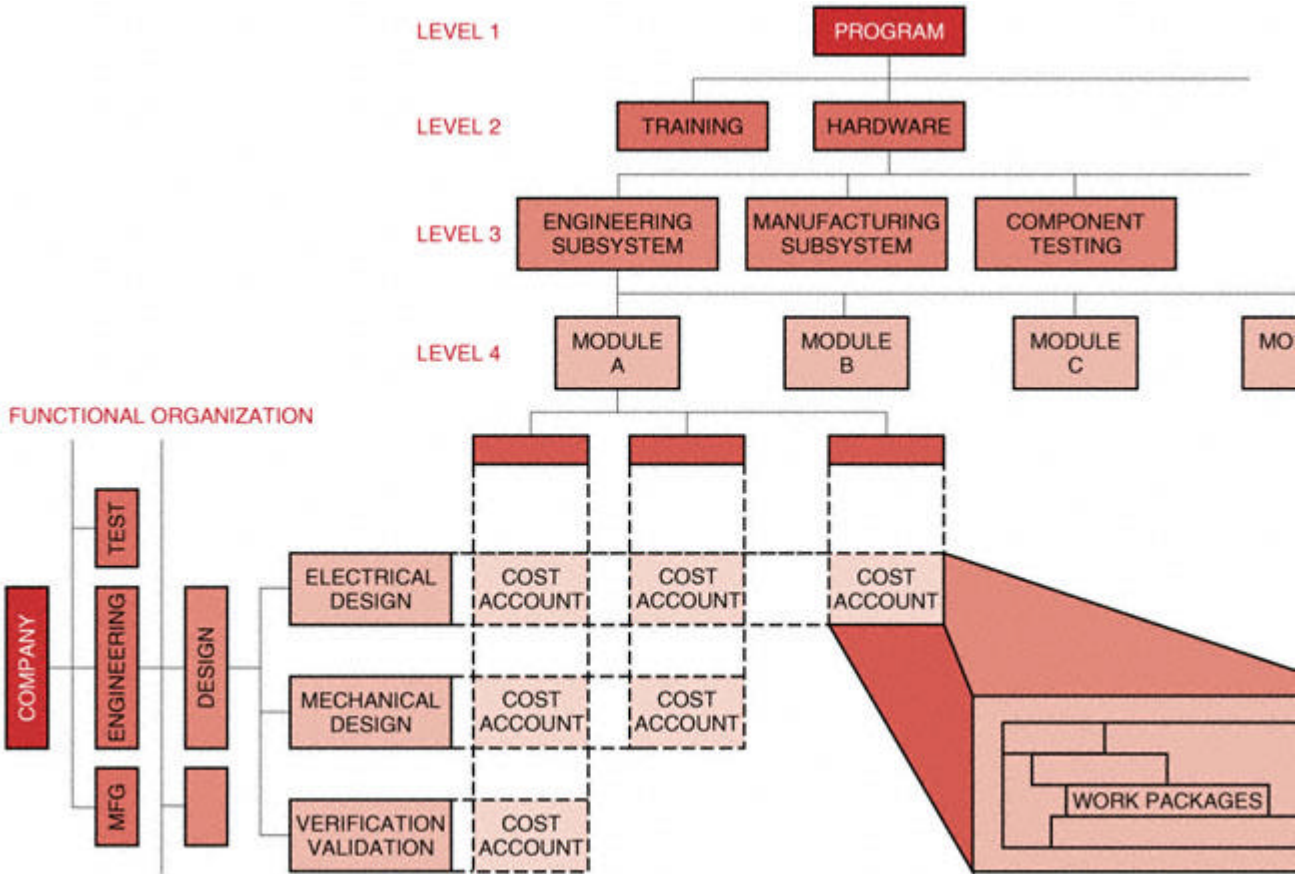 LEVEL 1
PROGRAM
LEVEL 2
TRAINING
HARDWARE
LEVEL 3
ENGINEERING
SUBSYSTEM
MANUFACTURING
SUBSYSTEM
COMPONENT
TESTING
LEVEL 4
MODULE
A
MODULE
B
MODULE
C
MO
FUNCTIONAL ORGANIZATION
COMPANY
TEST
ENGINEERING
MFG
DESIGN
ELECTRICAL
DESIGN
COST
ACCOUNT
COST
ACCOUNT
COST
ACCOUNT
MECHANICAL
DESIGN
COST
ACCOUNT
COST
ACCOUNT
VERIFICATION
VALIDATION
COST
ACCOUNT
WORK PACKAGES